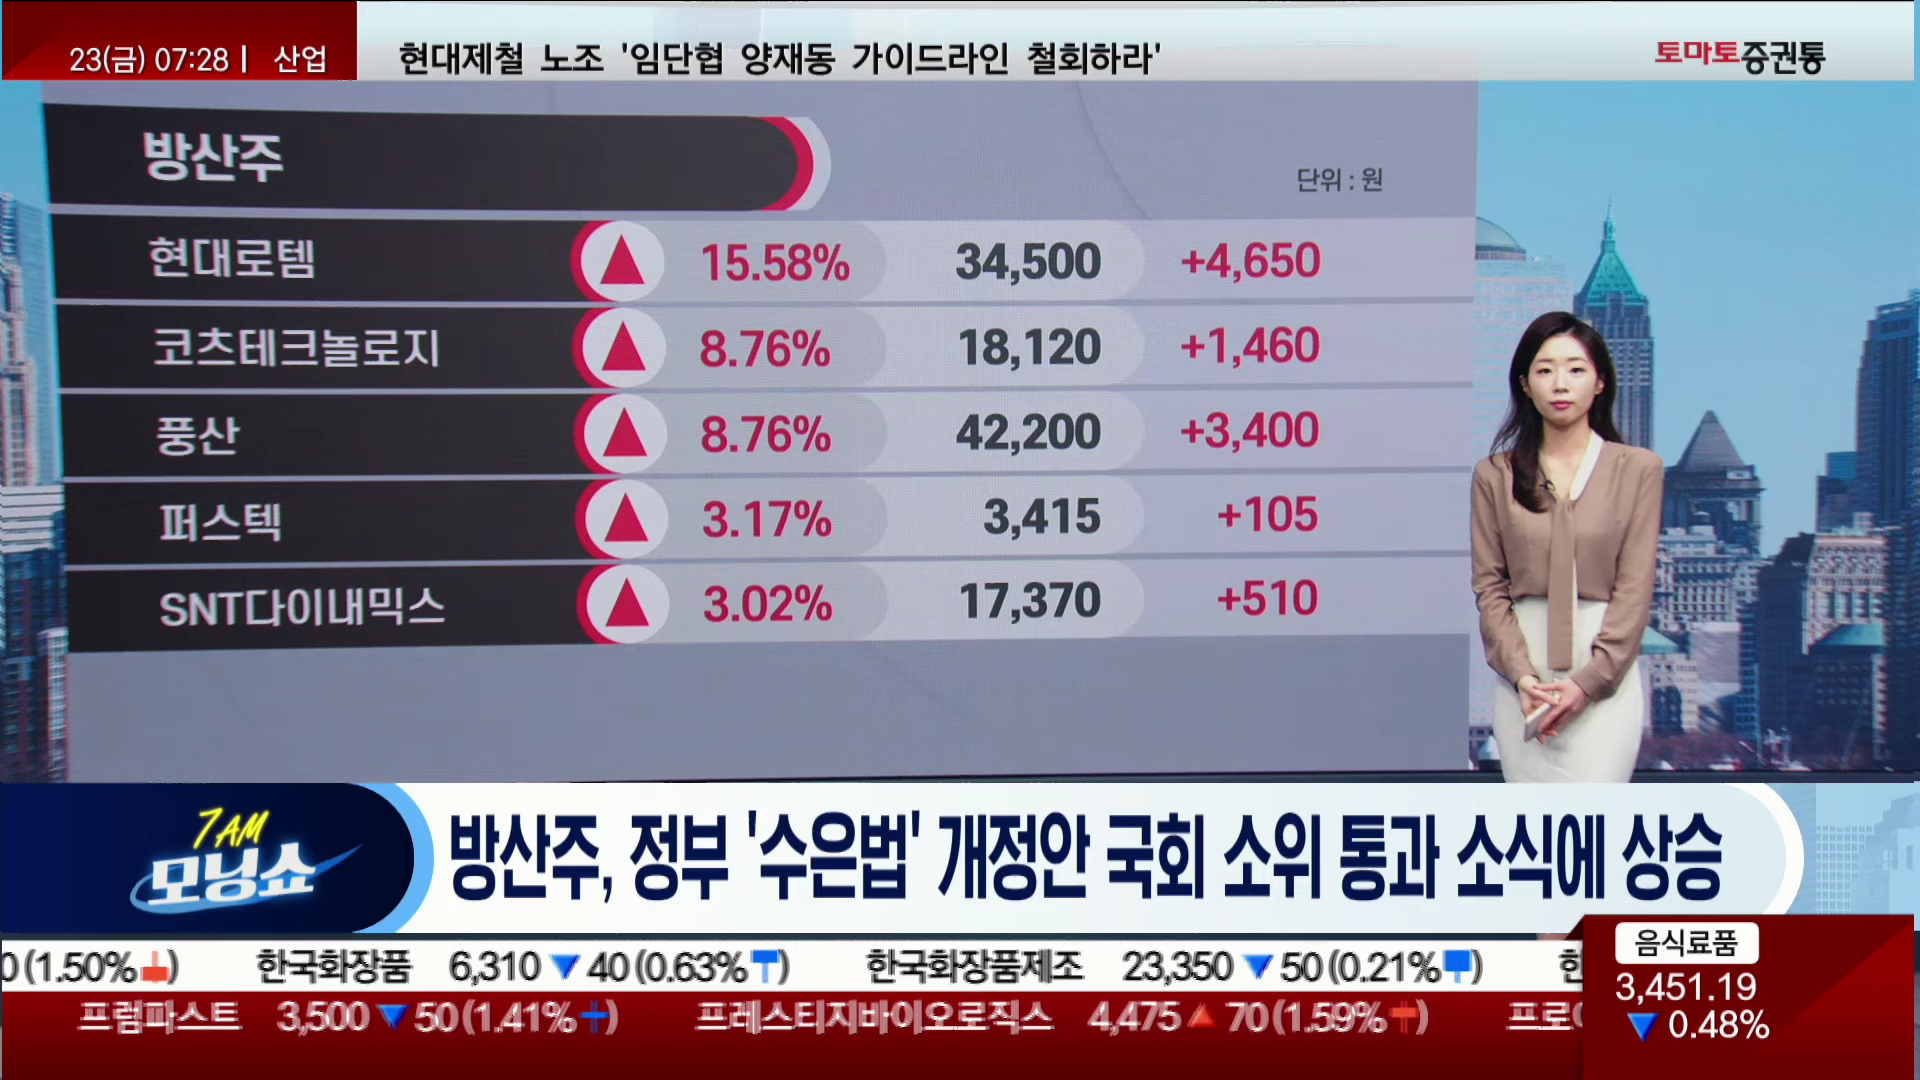 23(금) 07:28 | 산업 현대제철 노조 '임단협 양재동 가이드라인 철회하라' 토마토증권통
방산주
단위 : 원
현대로템 ▲ 15.58% 34,500 +4,650
코츠테크놀로지 ▲ 8.76% 18,120 +1,460
풍산 ▲ 8.76% 42,200 +3,400
퍼스텍 ▲ 3.17% 3,415 +105
SNT다이내믹스 ▲ 3.02% 17,370 +510
7AM
모닝쇼
방산주, 정부 '수은법' 개정안 국회 소위 통과 소식에 상승
0(1.50%) 한국화장품 6,310 ▼ 40(0.63%) 한국화장품제조 23,350 ▼ 50(0.21%)
프럼파스트 3,500 ▼ 50(1.41%) 프레스티지바이오로직스 4,475 ▲ 70(1.59%)
음식료품
3,451.19
▼ 0.48%